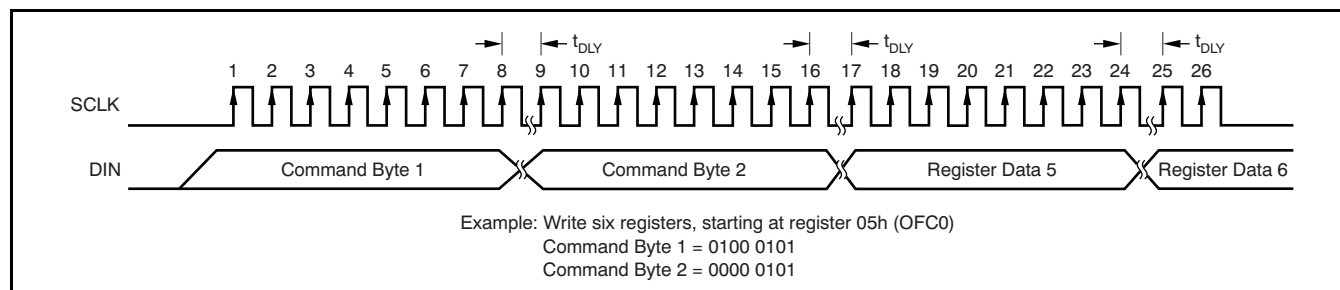 tDLY tDLY tDLY
1 2 3 4 5 6 7 8 9 10 11 12 13 14 15 16 17 18 19 20 21 22 23 24 25 26
SCLK
DIN Command Byte 1 Command Byte 2 Register Data 5 Register Data 6
Example: Write six registers, starting at register 05h (OFC0)
Command Byte 1 = 0100 0101
Command Byte 2 = 0000 0101